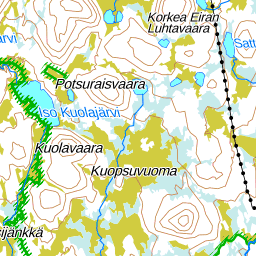 Korkea Eiran
Luhtavaara
Potsuraisvaara
Iso Kuolajärvi
Kuolavaara
Kuopsuvuoma